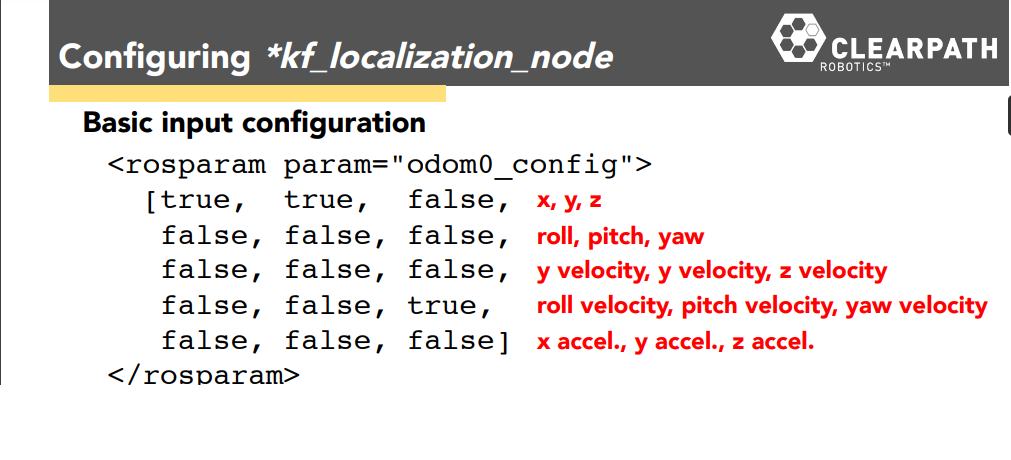 Configuring *kf_localization_node
CLEARPATH
ROBOTICS™
Basic input configuration
<rosparam param="odom0_config">
[true, true, false, x, y, z
false, false, false, roll, pitch, yaw
false, false, false, y velocity, y velocity, z velocity
false, false, true, roll velocity, pitch velocity, yaw velocity
false, false, false] x accel., y accel., z accel.
</rosparam>